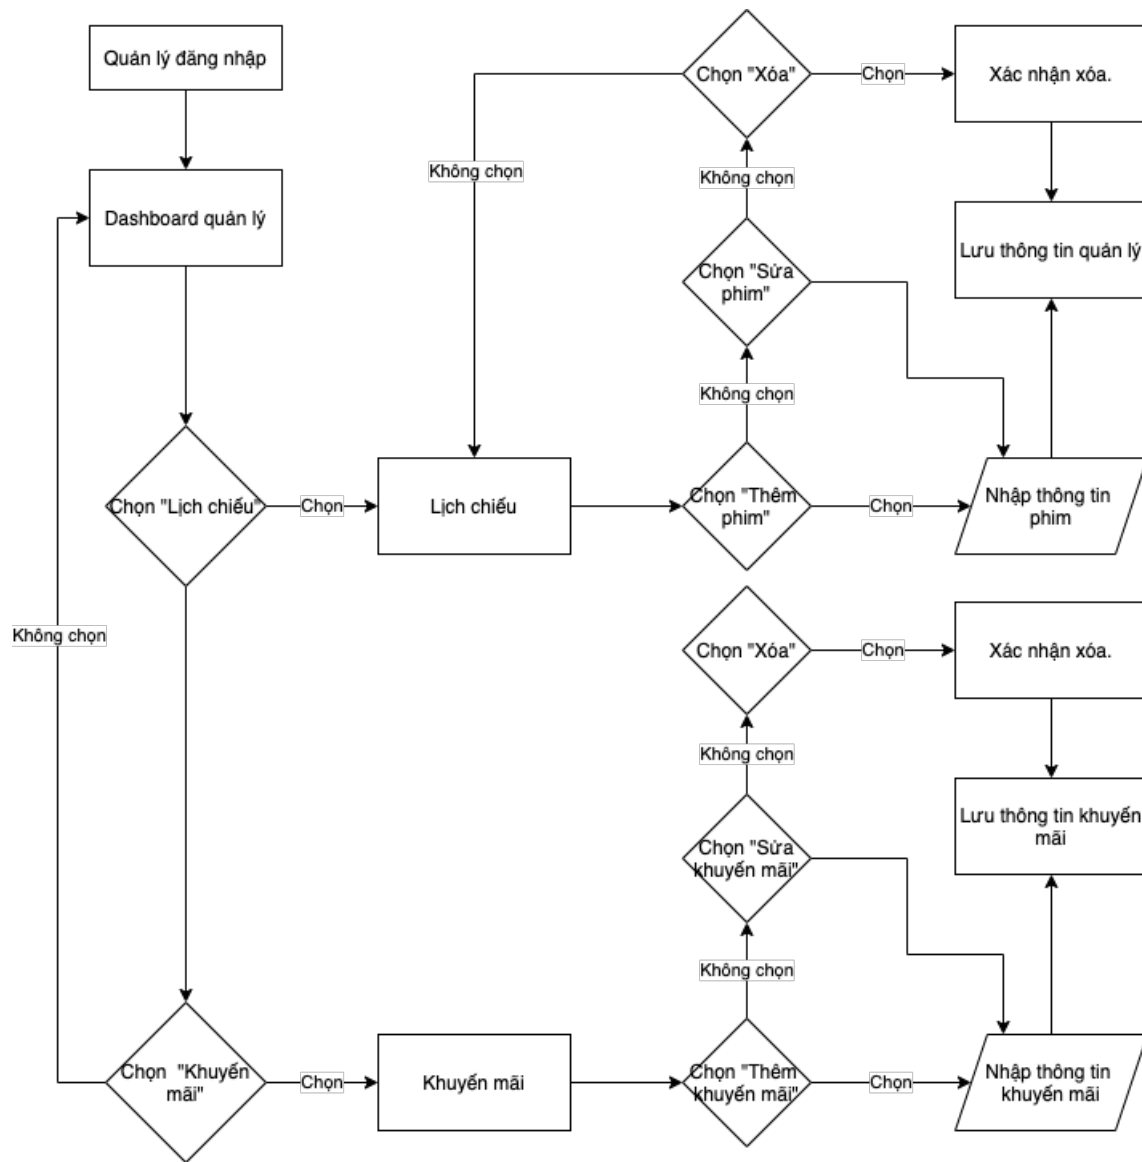 Quản lý đăng nhập
Chọn "Xóa"
Chọn
Xác nhận xóa.
Không chọn
Không chọn
Dashboard quản lý
Lưu thông tin quản lý
Chọn "Sửa
phim"
Không chọn
Chọn "Lịch chiếu"
Chọn
Lịch chiếu
Chọn "Thêm
phim"
Chọn
Nhập thông tin
phim
Không chọn
Chọn "Xóa"
Chọn
Xác nhận xóa.
Không chọn
Lưu thông tin khuyến
mãi
Chọn "Sửa
khuyến mãi"
Không chọn
Chọn "Khuyến
mãi"
Chọn
Khuyến mãi
Chọn "Thêm
khuyến mãi"
Chọn
Nhập thông tin
khuyến mãi